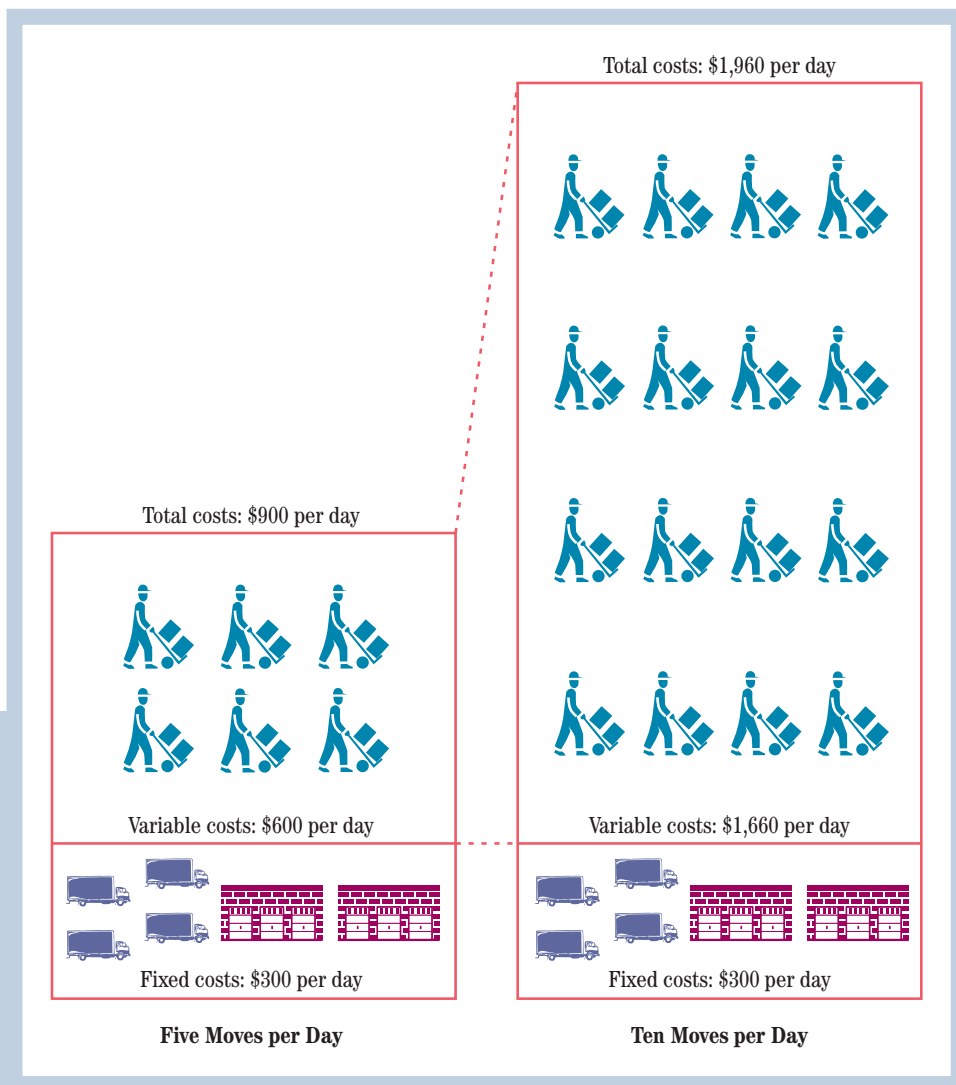 Total costs: $1,960 per day
Total costs: $900 per day
Variable costs: $600 per day
Variable costs: $1,660 per day
Fixed costs: $300 per day
Fixed costs: $300 per day
Five Moves per Day
Ten Moves per Day